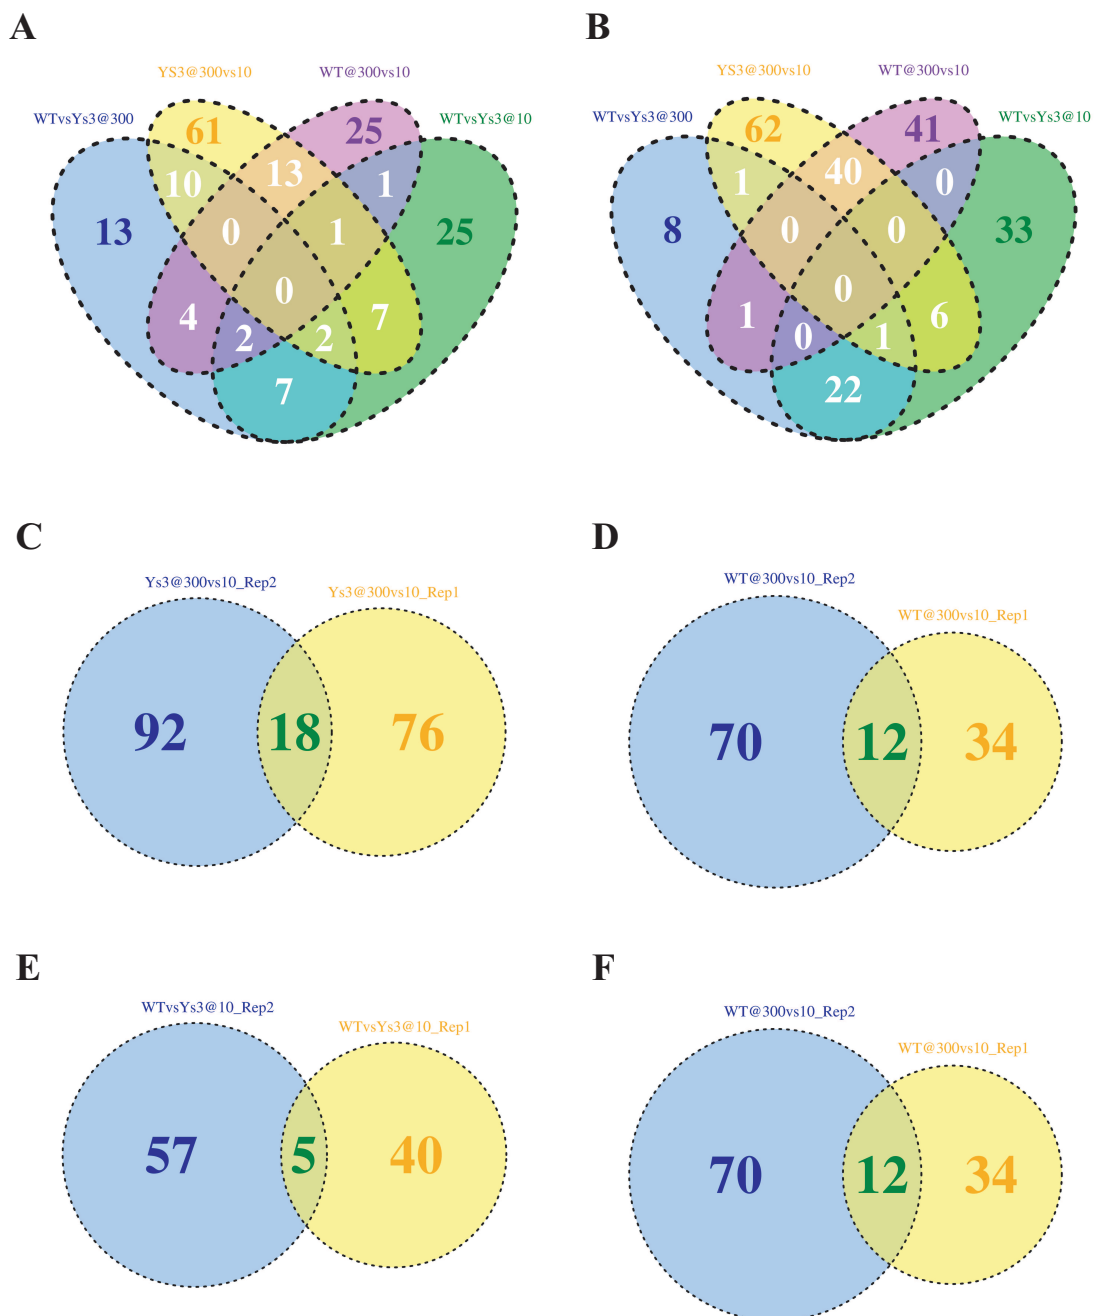 A
B
YS3@300vs10
WT@300vs10
WTvsYs3@300
WTvsYs3@10
61
25
10
13
1
13
0
1
25
0
4
2
2
7
7
YS3@300vs10
WT@300vs10
WTvsYs3@300
WTvsYs3@10
62
41
1
40
0
8
0
0
33
0
1
0
1
6
22
C
D
Ys3@300vs10_Rep2
Ys3@300vs10_Rep1
92
18
76
WT@300vs10_Rep2
WT@300vs10_Rep1
70
12
34
E
F
WTvsYs3@10_Rep2
WTvsYs3@10_Rep1
57
5
40
WT@300vs10_Rep2
WT@300vs10_Rep1
70
12
34